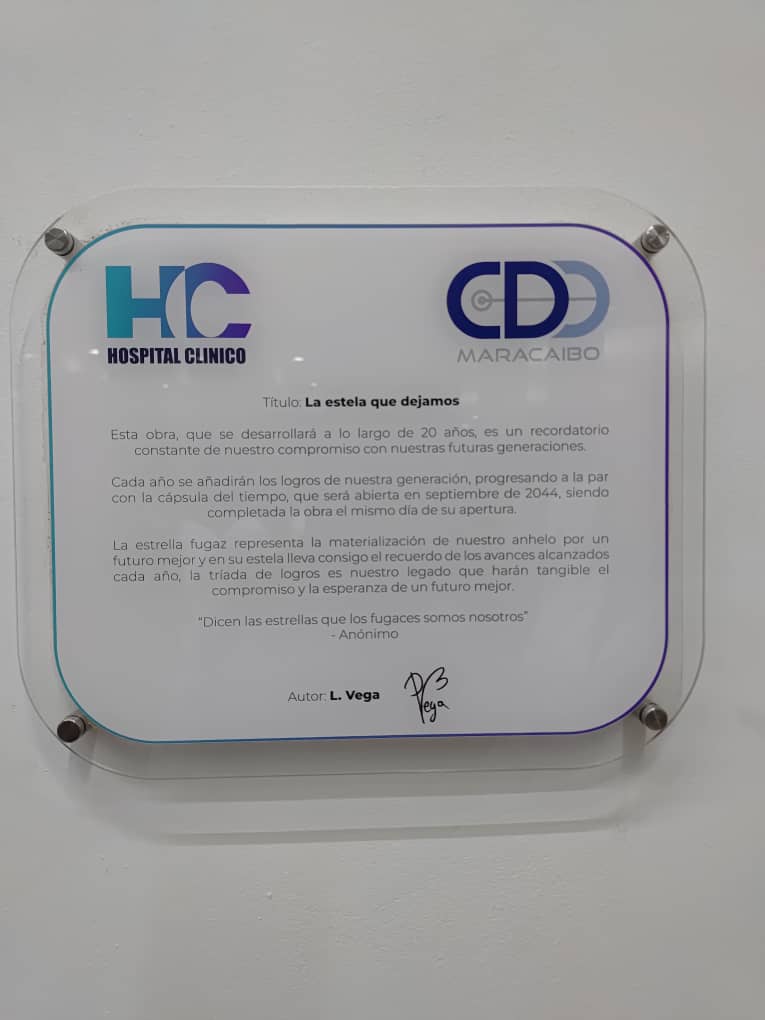 HC
HOSPITAL CLINICO
CDD
MARACAIBO
Título: La estela que dejamos
Esta obra, que se desarrollará a lo largo de 20 años, es un recordatorio
constante de nuestro compromiso con nuestras futuras generaciones.
Cada año se añadirán los logros de nuestra generación, progresando a la par
con la cápsula del tiempo, que será abierta en septiembre de 2044, siendo
completada la obra el mismo día de su apertura.
La estrella fugaz representa la materialización de nuestro anhelo por un
futuro mejor y en su estela lleva consigo el recuerdo de los avances alcanzados
cada año, la tríada de logros es nuestro legado que harán tangible el
compromiso y la esperanza de un futuro mejor.
“Dicen las estrellas que los fugaces somos nosotros”
- Anónimo
Autor: L. Vega
Vega